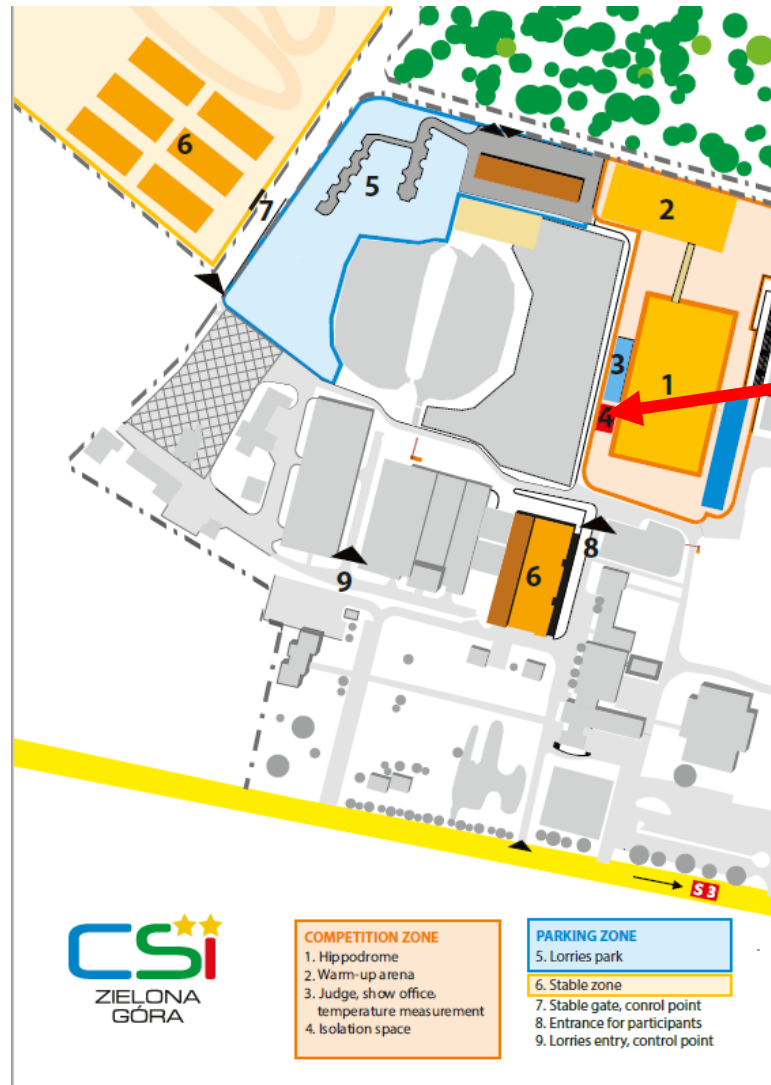 6
5
7
2
3
1
4
8
6
9
S 3
CSi
ZIELONA
GÓRA
COMPETITION ZONE
1. Hippodrome
2. Warm-up arena
3. Judge, show office,
temperature measurement
4. Isolation space
PARKING ZONE
5. Lorries park
6. Stable zone
7. Stable gate, conrol point
8. Entrance for participants
9. Lorries entry, control point